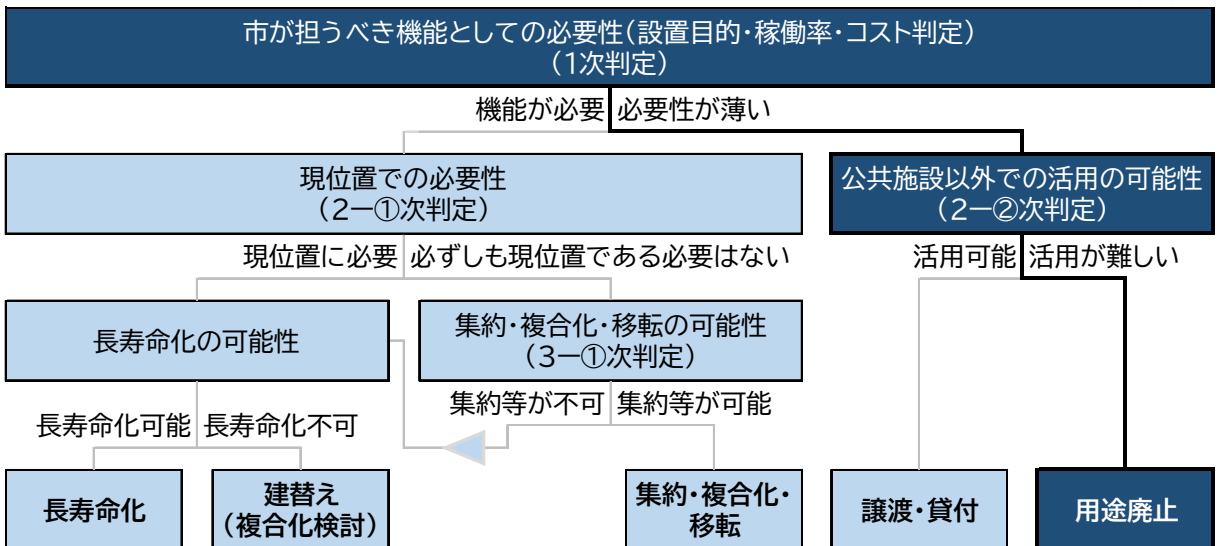 市が担うべき機能としての必要性(設置目的・稼働率・コスト判定)
(1次判定)
機能が必要
必要性が薄い
現位置での必要性
(2ー①次判定)
公共施設以外での活用の可能性
(2ー②次判定)
現位置に必要
必ずしも現位置である必要はない
活用可能
活用が難しい
長寿命化の可能性
集約・複合化・移転の可能性
(3ー①次判定)
集約等が不可
集約等が可能
長寿命化可能
長寿命化不可
長寿命化
建替え
(複合化検討)
集約・複合化・
移転
譲渡・貸付
用途廃止